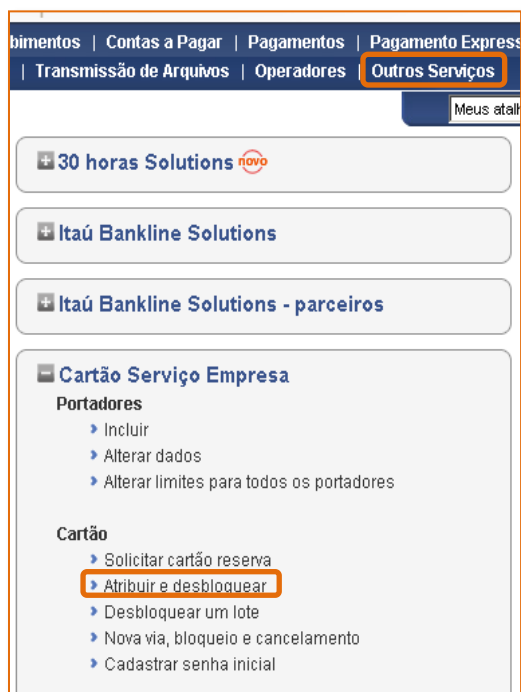 bimentos | Contas a Pagar | Pagamentos | Pagamento Express
| Transmissão de Arquivos | Operadores | Outros Serviços
Meus atalh
30 horas Solutions novo
Itaú Bankline Solutions
Itaú Bankline Solutions - parceiros
Cartão Serviço Empresa
Portadores
Incluir
Alterar dados
Alterar limites para todos os portadores
Cartão
Solicitar cartão reserva
Atribuir e desbloquear
Desbloquear um lote
Nova via, bloqueio e cancelamento
Cadastrar senha inicial